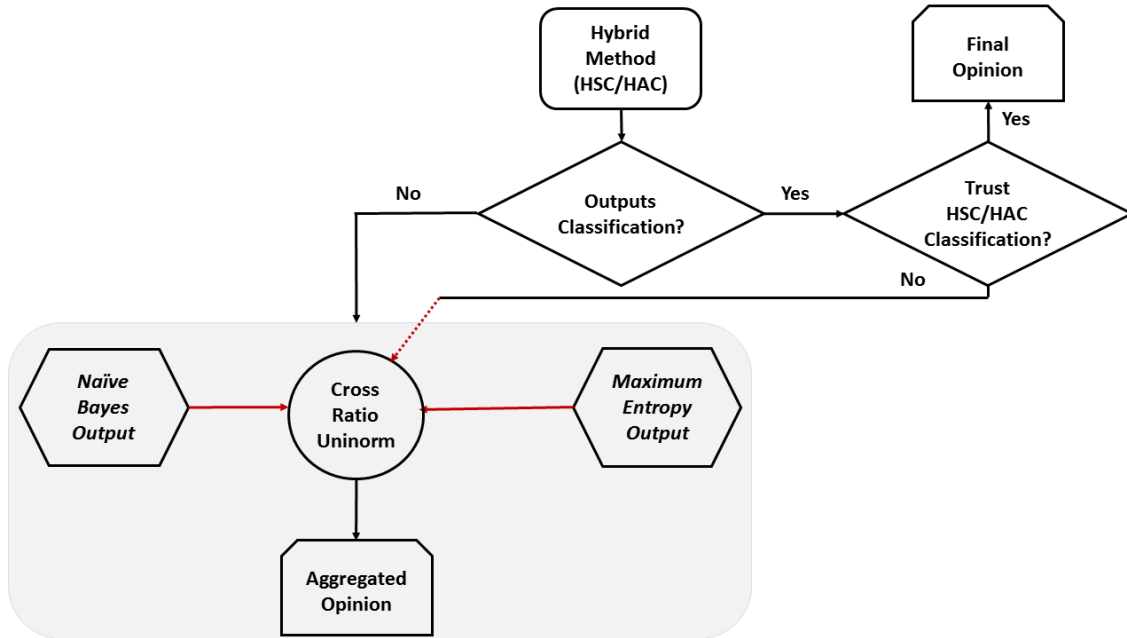 Hybrid
Method
(HSC/HAC)
Final
Opinion
Yes
No
Outputs
Classification?
Yes
Trust
HSC/HAC
Classification?
No
Naïve
Bayes
Output
Cross
Ratio
Uninorm
Maximum
Entropy
Output
Aggregated
Opinion